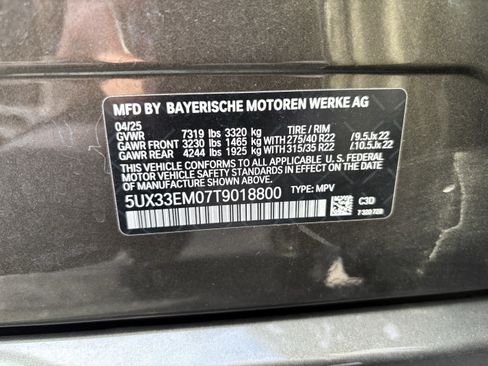 MFD BY BAYERISCHE MOTOREN WERKE AG
04/25
GVWR 7319 lbs 3320 kg TIRE / RIM
GAWR FRONT 3230 lbs 1465 kg WITH 275/40 R22 /9.5Jx22
GAWR REAR 4244 lbs 1925 kg WITH 315/35 R22 /10.5Jx22
THIS VEHICLE CONFORMS TO ALL APPLICABLE U.S. FEDERAL
MOTOR VEHICLE SAFETY STANDARDS IN EFFECT
ON THE DATE OF MANUFACTURE SHOWN ABOVE.
5UX33EM07T9018800 TYPE: MPV
C3D